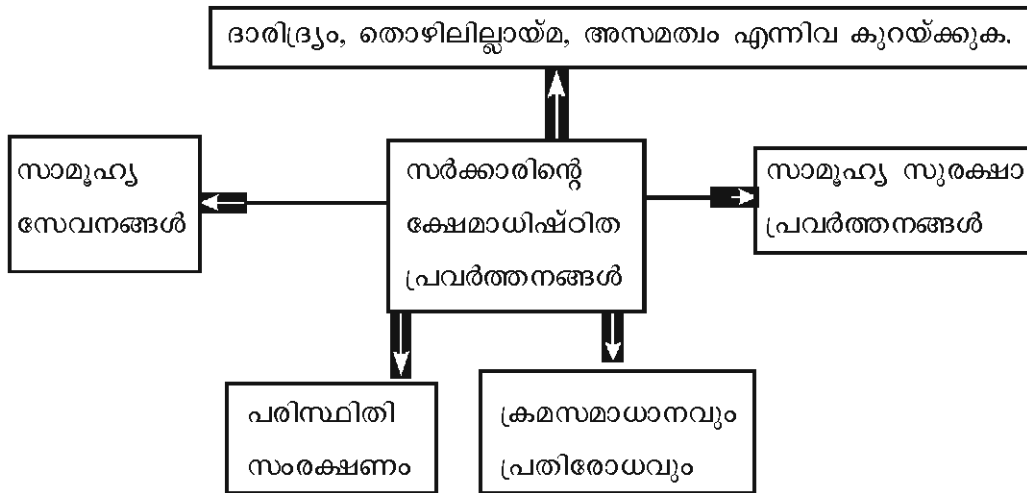 ദാരിദ്ര്യം, തൊഴിലില്ലായ്മ, അസമത്വം എന്നിവ കുറയ്ക്കുക.
സാമൂഹ്യ
സേവനങ്ങൾ
സർക്കാരിന്റെ
ക്ഷേമാധിഷ്ഠിത
പ്രവർത്തനങ്ങൾ
സാമൂഹ്യ സുരക്ഷാ
പ്രവർത്തനങ്ങൾ
പരിസ്ഥിതി
സംരക്ഷണം
ക്രമസമാധാനവും
പ്രതിരോധവും